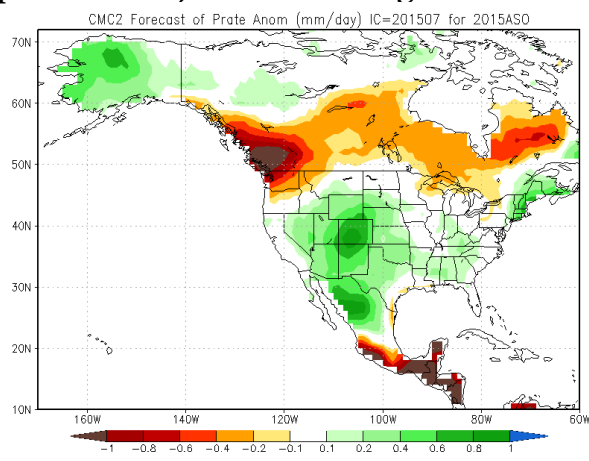 CMC2 Forecast of Prate Anom (mm/day) IC=201507 for 2015ASO
70N
60N
50N
40N
30N
20N
10N
160W 140W 120W 100W 80W 60W
-1 -0.8 -0.6 -0.4 -0.2 -0.1 0.1 0.2 0.4 0.6 0.8 1